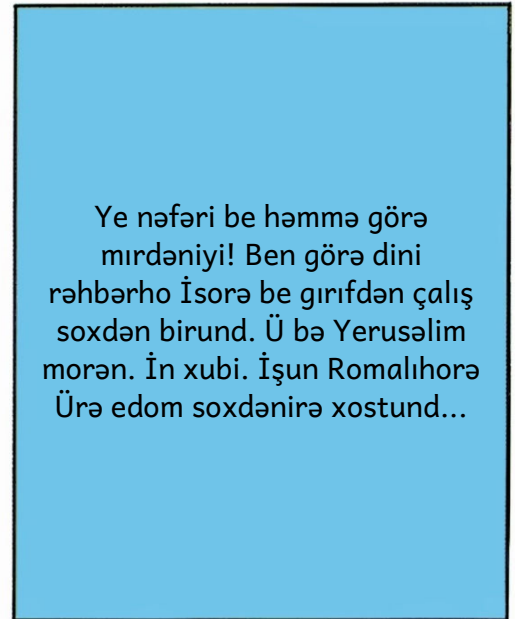 Ye nəfəri be həmmə görə
mırdəniyi! Ben görə dini
rəhbərho İsorə be gırıfdən çalış
soxdən birund. Ü bə Yerusəlim
morən. İn xubi. İşun Romalıhorə
Ürə edom soxdənirə xostund...